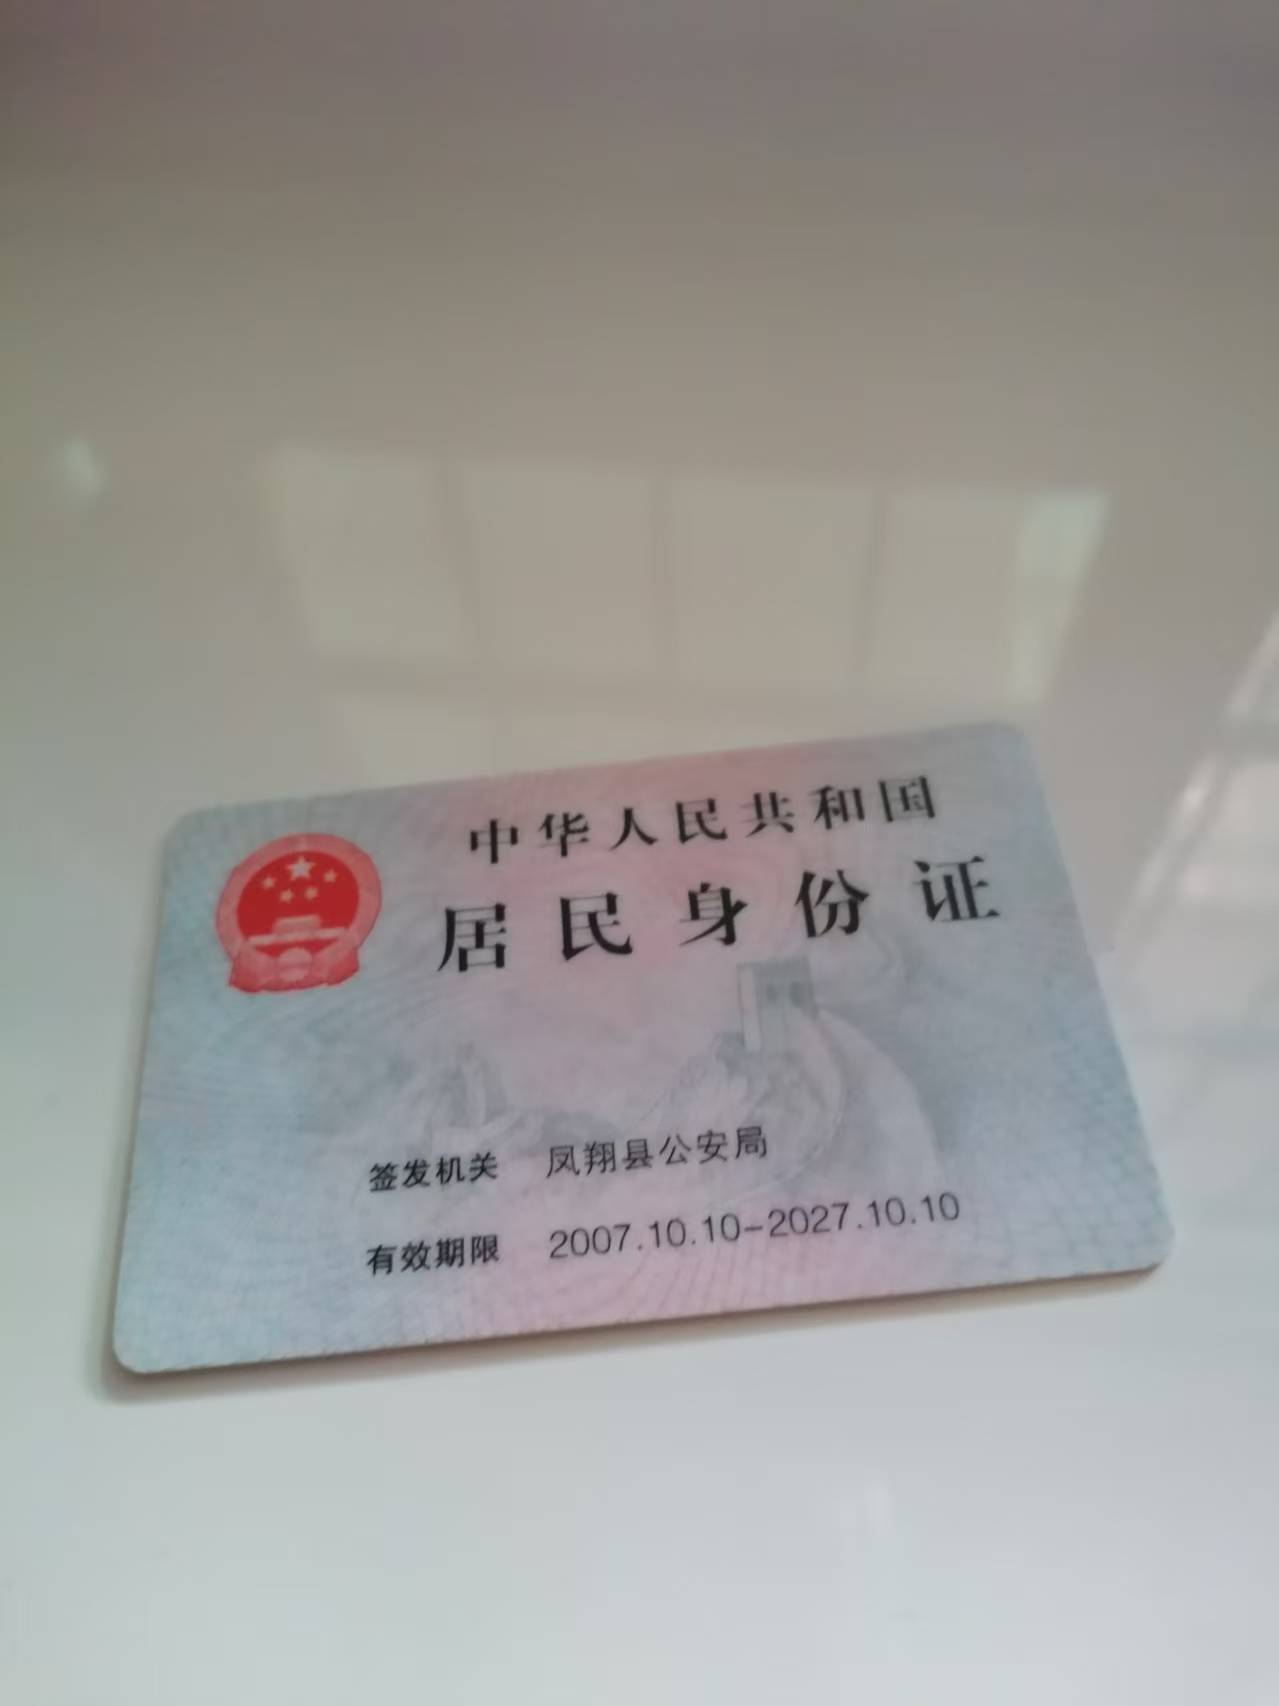 中华人民共和国
居民身份证
签发机关 凤翔县公安局
有效期限 2007.10.10-2027.10.10